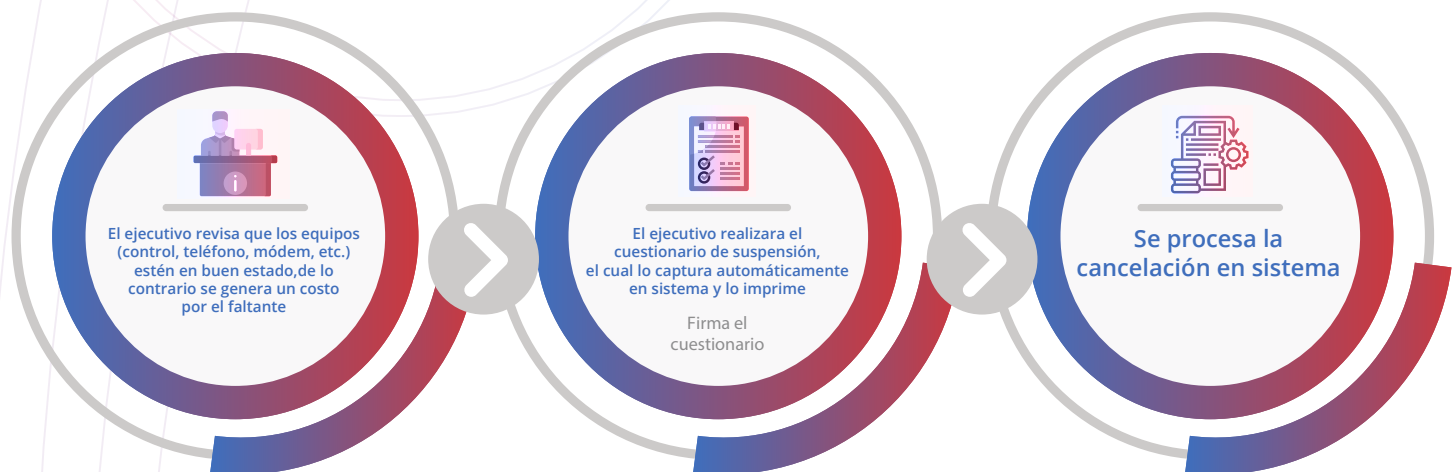 El ejecutivo revisa que los equipos
(control, teléfono, módem, etc.)
estén en buen estado,de lo
contrario se genera un costo
por el faltante
El ejecutivo realizara el
cuestionario de suspensión,
el cual lo captura automáticamente
en sistema y lo imprime
Firma el
cuestionario
Se procesa la
cancelación en sistema